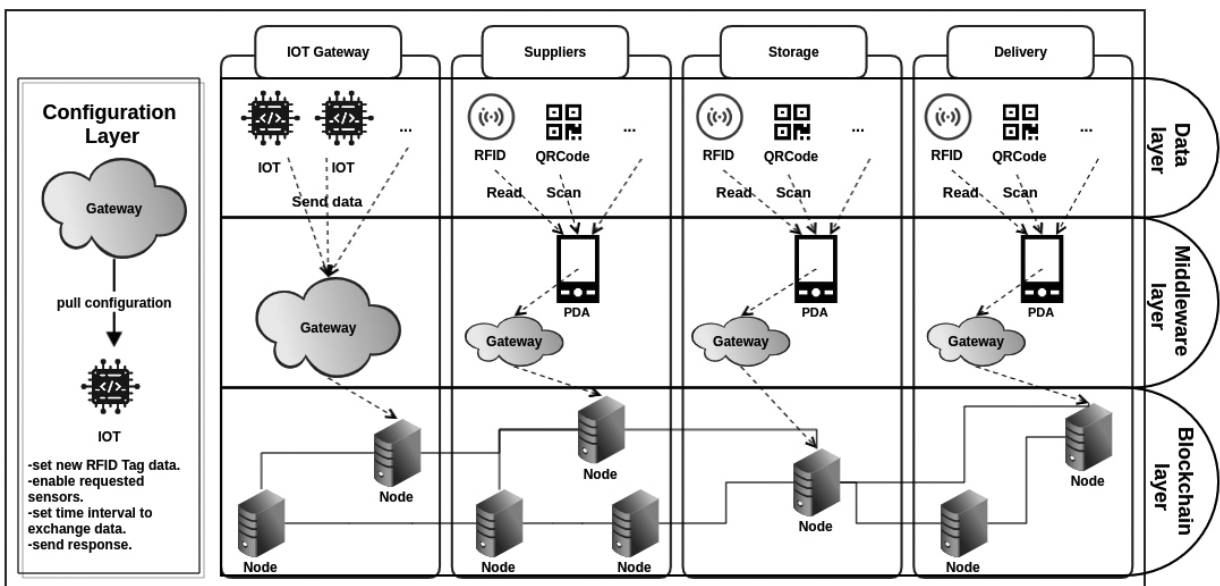 IOT Gateway
Suppliers
Storage
Delivery
Configuration
Layer
Gateway
pull configuration
IOT
-set new RFID Tag data.
-enable requested
sensors.
-set time interval to
exchange data.
-send response.
IOT
IOT
...
Send data
RFID
QRCode
...
Read
Scan
RFID
QRCode
...
Read
Scan
RFID
QRCode
...
Read
Scan
Data
layer
Gateway
PDA
Gateway
PDA
Gateway
PDA
Gateway
Middleware
layer
Node
Node
Node
Node
Node
Node
Node
Node
Blockchain
layer